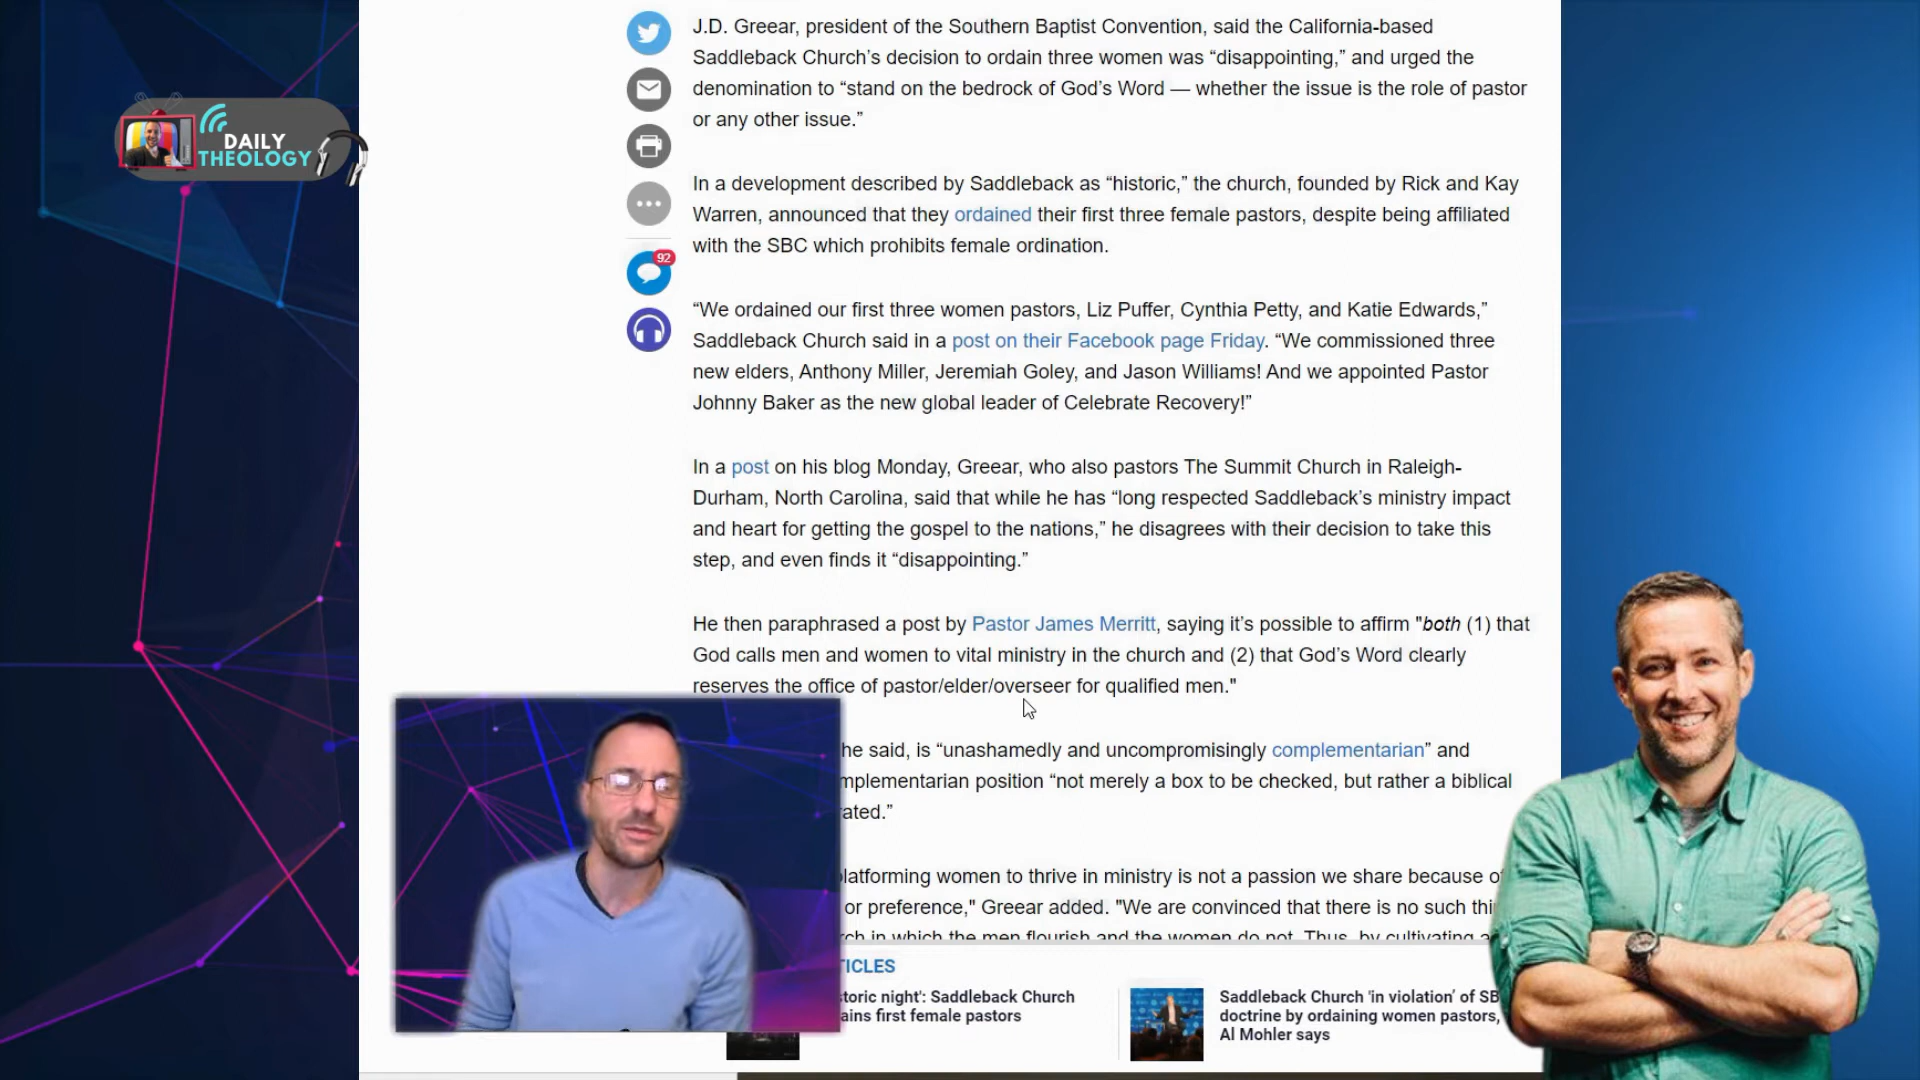 J.D. Greear, president of the Southern Baptist Convention, said the California-based
Saddleback Church’s decision to ordain three women was “disappointing,” and urged the
denomination to “stand on the bedrock of God’s Word — whether the issue is the role of pastor
or any other issue.”
DAILY
THEOLOGY
In a development described by Saddleback as “historic,” the church, founded by Rick and Kay
Warren, announced that they ordained their first three female pastors, despite being affiliated
with the SBC which prohibits female ordination.
92
“We ordained our first three women pastors, Liz Puffer, Cynthia Petty, and Katie Edwards,”
Saddleback Church said in a post on their Facebook page Friday. “We commissioned three
new elders, Anthony Miller, Jeremiah Goley, and Jason Williams! And we appointed Pastor
Johnny Baker as the new global leader of Celebrate Recovery!”
In a post on his blog Monday, Greear, who also pastors The Summit Church in Raleigh-
Durham, North Carolina, said that while he has “long respected Saddleback’s ministry impact
and heart for getting the gospel to the nations,” he disagrees with their decision to take this
step, and even finds it “disappointing.”
He then paraphrased a post by Pastor James Merritt, saying it’s possible to affirm "both (1) that
God calls men and women to vital ministry in the church and (2) that God’s Word clearly
reserves the office of pastor/elder/overseer for qualified men."
he said, is “unashamedly and uncompromisingly complementarian” and
position “not merely a box to be checked, but rather a biblical
women to thrive in ministry is not a passion we share because
or preference," Greear added. "We are convinced that there is no such
in which the men flourish and the women do not. Thus, by cultivating
night': Saddleback Church
first female pastors
Saddleback Church 'in violation' of
doctrine by ordaining women pastors,
Al Mohler says